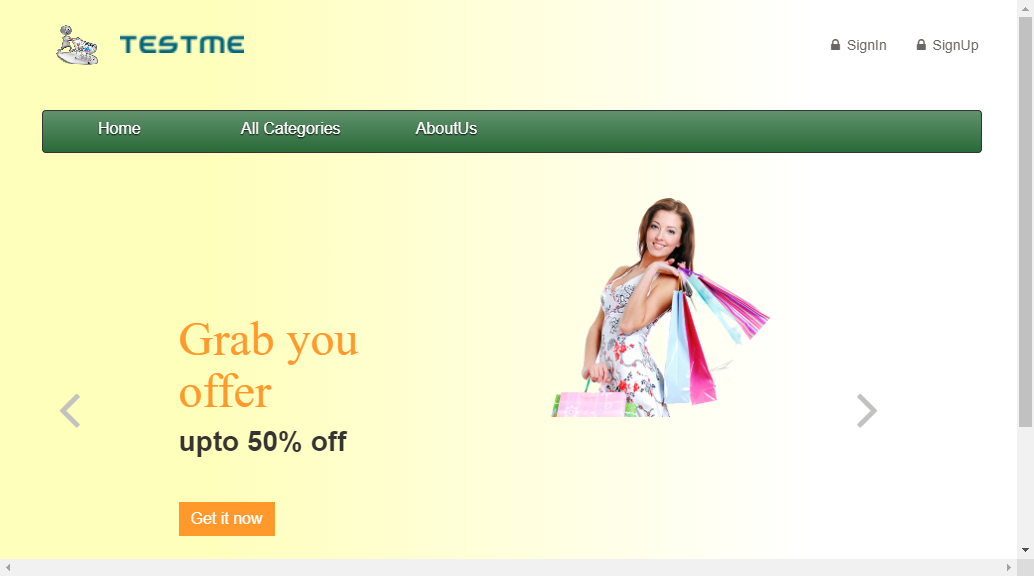 TESTME
SignIn SignUp
Home All Categories AboutUs
Grab you
offer
upto 50% off
Get it now